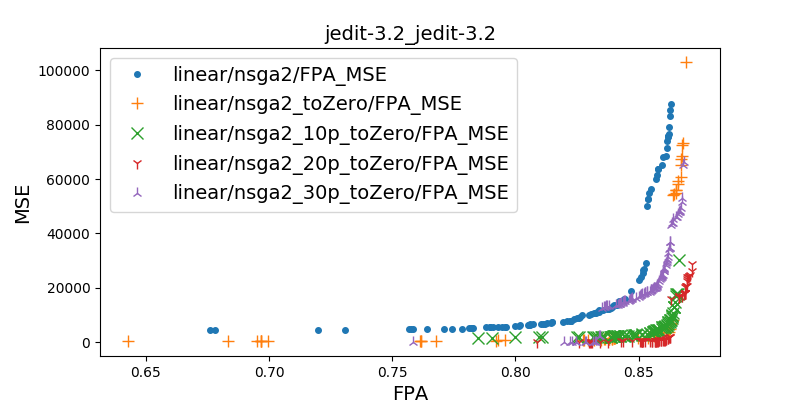 jedit-3.2_jedit-3.2
linear/nsga2/FPA_MSE
linear/nsga2_toZero/FPA_MSE
linear/nsga2_10p_toZero/FPA_MSE
linear/nsga2_20p_toZero/FPA_MSE
linear/nsga2_30p_toZero/FPA_MSE
MSE
100000
80000
60000
40000
20000
0
0.65 0.70 0.75 0.80 0.85
FPA